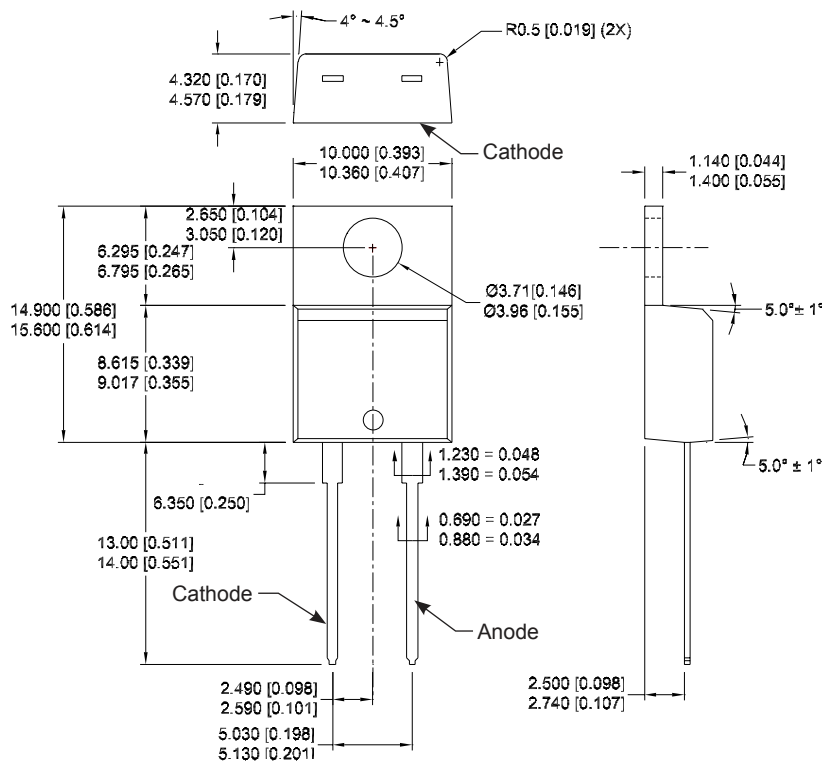 4° ~ 4.5°
R0.5 [0.019] (2X)
4.320 [0.170]
4.570 [0.179]
+
Cathode
10.000 [0.393]
10.360 [0.407]
1.140 [0.044]
1.400 [0.055]
2.650 [0.104]
3.050 [0.120]
6.295 [0.247]
6.795 [0.265]
Ø3.71[0.146]
Ø3.96 [0.155]
14.900 [0.586]
15.600 [0.614]
5.0°± 1°
8.615 [0.339]
9.017 [0.355]
1.230 = 0.048
1.390 = 0.054
5.0° ± 1°
6.350 [0.250]
0.690 = 0.027
0.880 = 0.034
13.00 [0.511]
14.00 [0.551]
Cathode
Anode
2.490 [0.098]
2.590 [0.101]
2.500 [0.098]
2.740 [0.107]
5.030 [0.198]
5.130 [0.201]